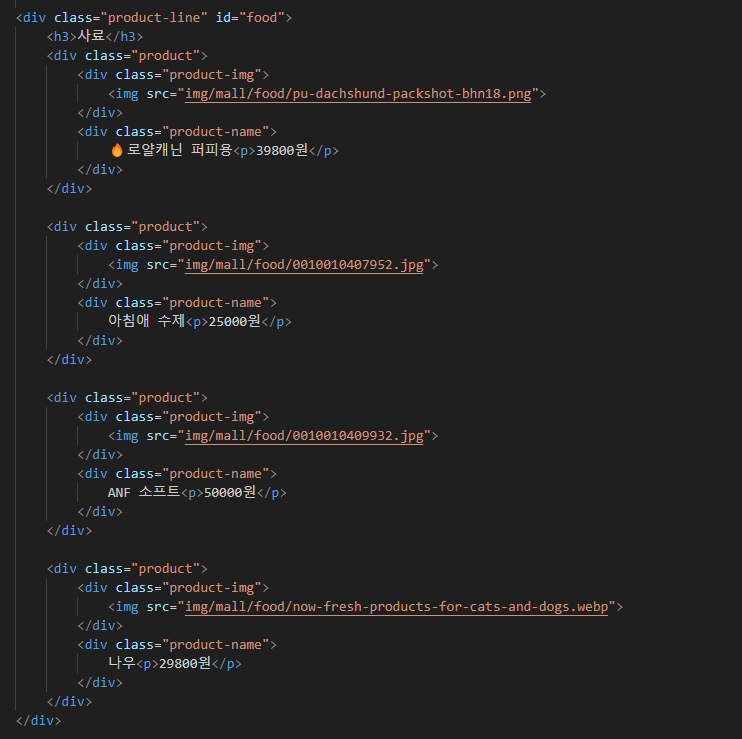 <div class="product-line" id="food">
<h3>사료</h3>
<div class="product">
<div class="product-img">
<img src="img/mall/food/pu-dachshund-packshot-bhn18.png">
</div>
<div class="product-name">
🔥로얄캐닌 퍼피용<p>39800원</p>
</div>
</div>
<div class="product">
<div class="product-img">
<img src="img/mall/food/0010010407952.jpg">
</div>
<div class="product-name">
아침애 수제<p>25000원</p>
</div>
</div>
<div class="product">
<div class="product-img">
<img src="img/mall/food/0010010409932.jpg">
</div>
<div class="product-name">
ANF 소프트<p>50000원</p>
</div>
</div>
<div class="product">
<div class="product-img">
<img src="img/mall/food/now-fresh-products-for-cats-and-dogs.webp">
</div>
<div class="product-name">
나우<p>29800원</p>
</div>
</div>
</div>